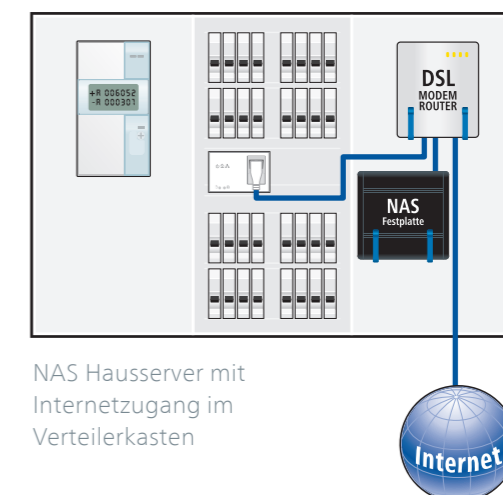 +A 006052
-A 000301
DSL
MODEM
ROUTER
NAS
Festplatte
NAS Hausserver mit
Internetzugang im
Verteilerkasten
Internet